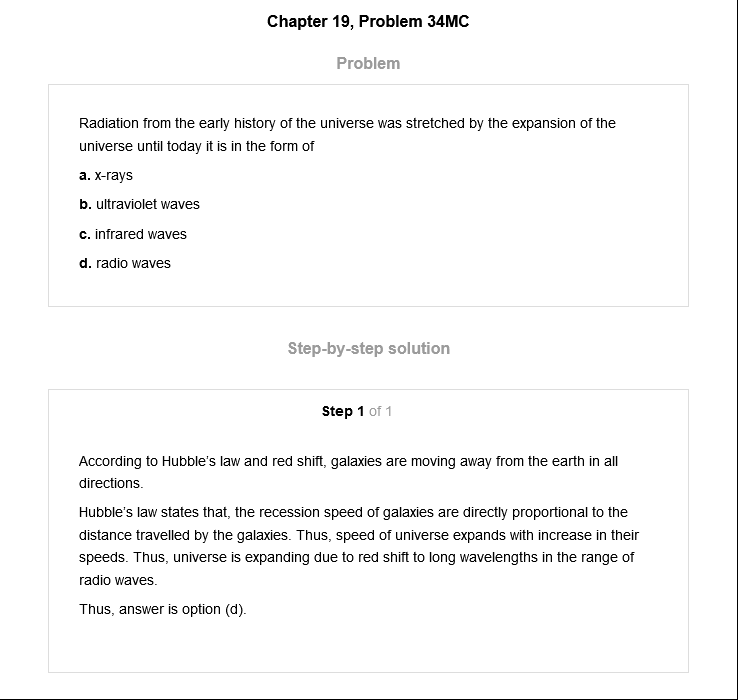 Chapter 19, Problem 34MC
Problem
Radiation from the early history of the universe was stretched by the expansion of the
universe until today it is in the form of
a. x-rays
b. ultraviolet waves
c. infrared waves
d. radio waves
Step-by-step solution
Step 1 of 1
According to Hubble's law and red shift, galaxies are moving away from the earth in all
directions.
Hubble's law states that, the recession speed of galaxies are directly proportional to the
distance travelled by the galaxies. Thus, speed of universe expands with increase in their
speeds. Thus, universe is expanding due to red shift to long wavelengths in the range of
radio waves.
Thus, answer is option (d).